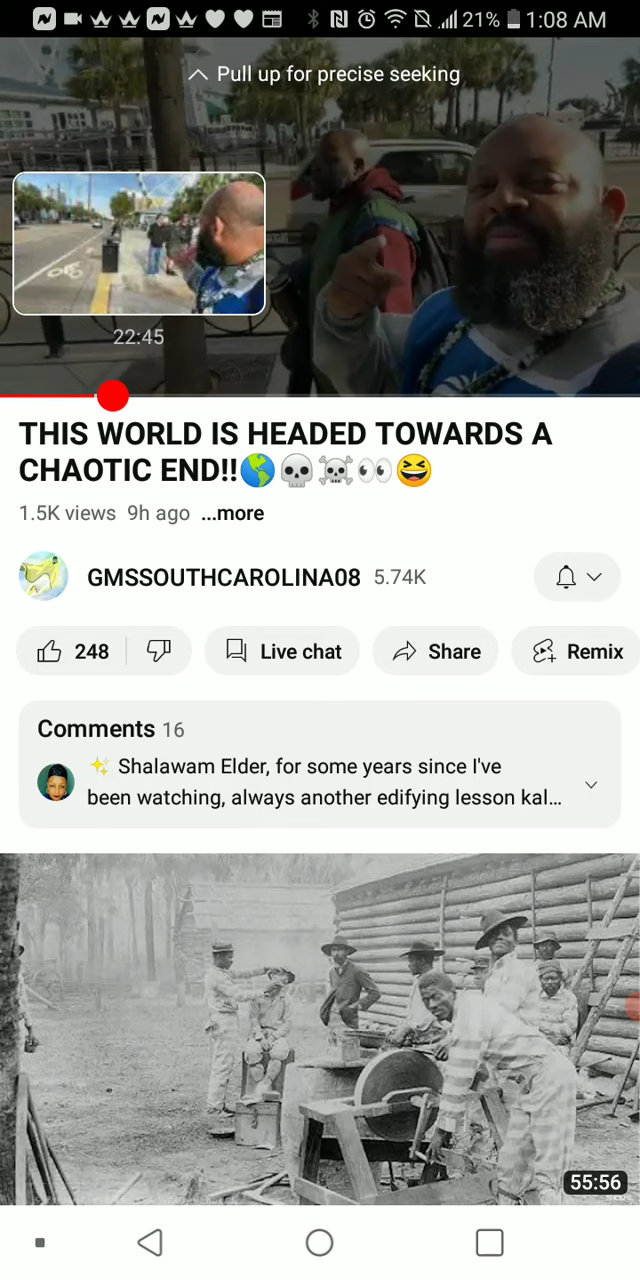 21% 1:08 AM
Pull up for precise seeking
22:45
THIS WORLD IS HEADED TOWARDS A
CHAOTIC END!!🌎💀☠️👀😆
1.5K views 9h ago ...more
GMSSOUTHCAROLINA08 5.74K
248 Live chat Share Remix
Comments 16
✨ Shalawam Elder, for some years since I've
been watching, always another edifying lesson kal...
55:56